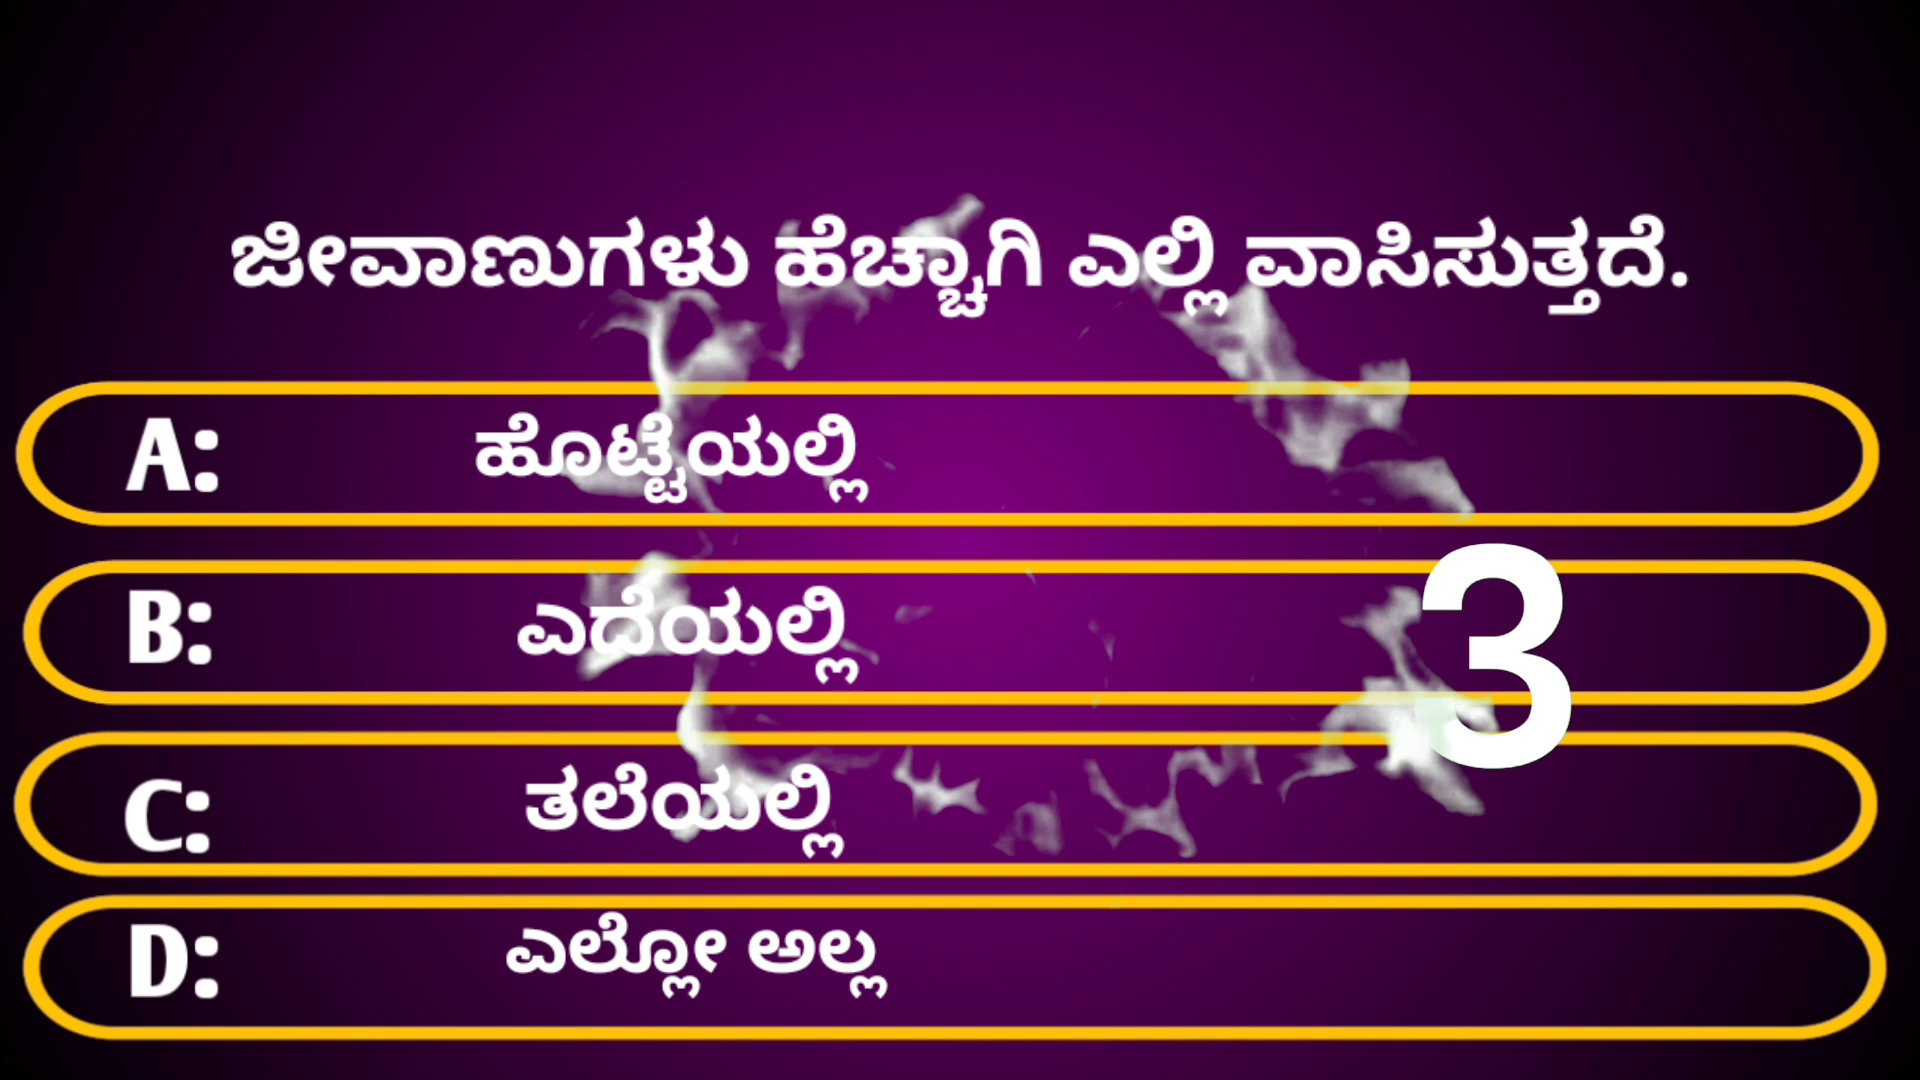 ಜೀವಾಣುಗಳು ಹೆಚ್ಚಾಗಿ ಎಲ್ಲಿ ವಾಸಿಸುತ್ತದೆ.
A: ಹೊಟ್ಟೆಯಲ್ಲಿ
B: ಎದೆಯಲ್ಲಿ
3
C: ತಲೆಯಲ್ಲಿ
D: ಎಲ್ಲೋ ಅಲ್ಲ